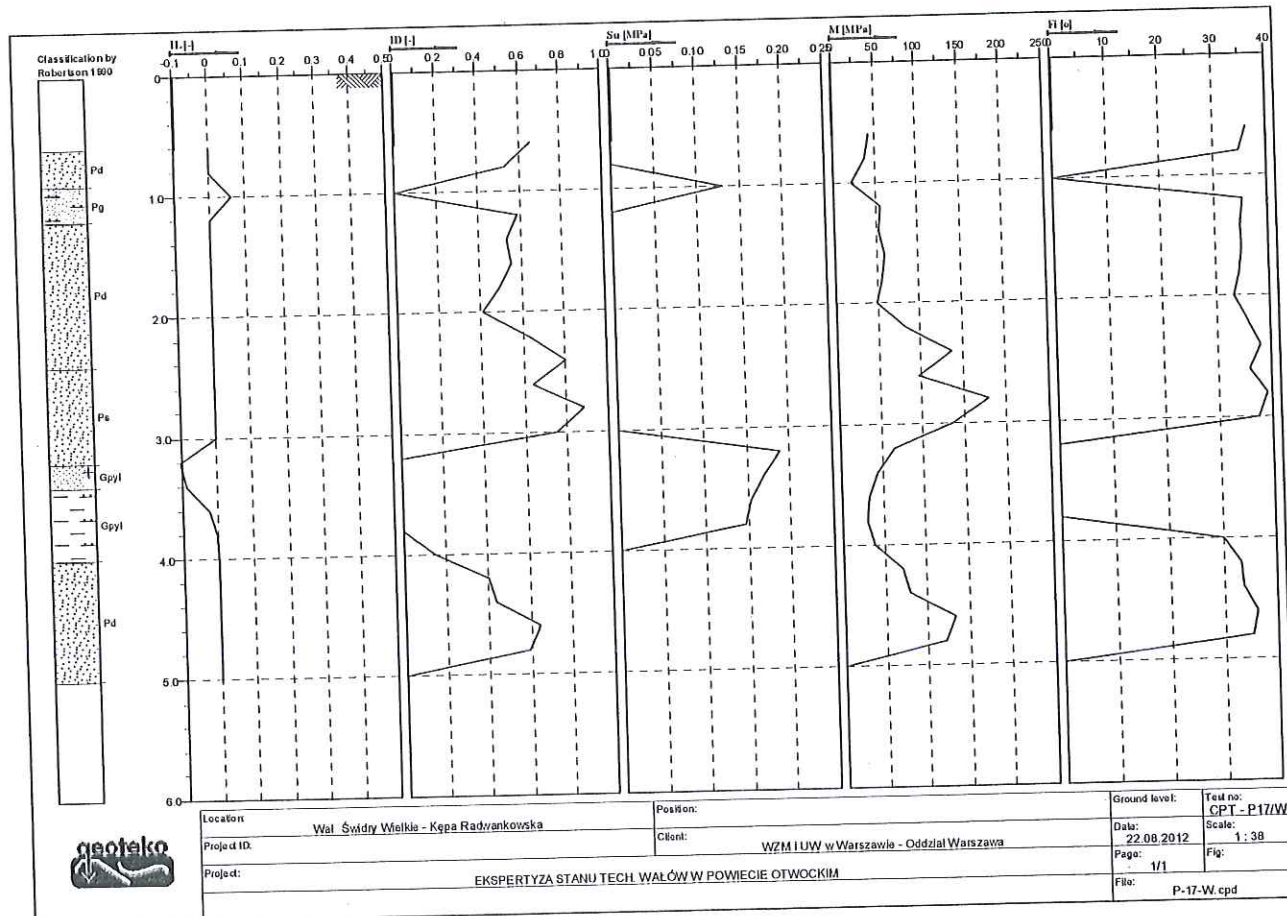 Classification by
Robertson 1990
IL [-]
-0.1 0 0.1 0.2 0.3 0.4 0.5
ID [-]
0 0.2 0.4 0.6 0.8 1.0
Su [MPa]
0 0.05 0.10 0.15 0.20 0.25
M [MPa]
0 50 100 150 200 250
Fi [o]
0 10 20 30 40
0
Pd
1.0
Pg
Pd
2.0
Ps
3.0
Gpyl
Gpyl
4.0
Pd
5.0
6.0
geoteko
Location:
Wał Świdry Wielkie - Kępa Radwankowska
Position:
Ground level:
Test no:
CPT - P17/W
Project ID:
Client:
WZM I UW w Warszawie - Oddział Warszawa
Date:
22.08.2012
Scale:
1 : 38
Project:
EKSPERTYZA STANU TECH. WAŁÓW W POWIECIE OTWOCKIM
Page:
1/1
Fig:
File:
P-17-W.cpd